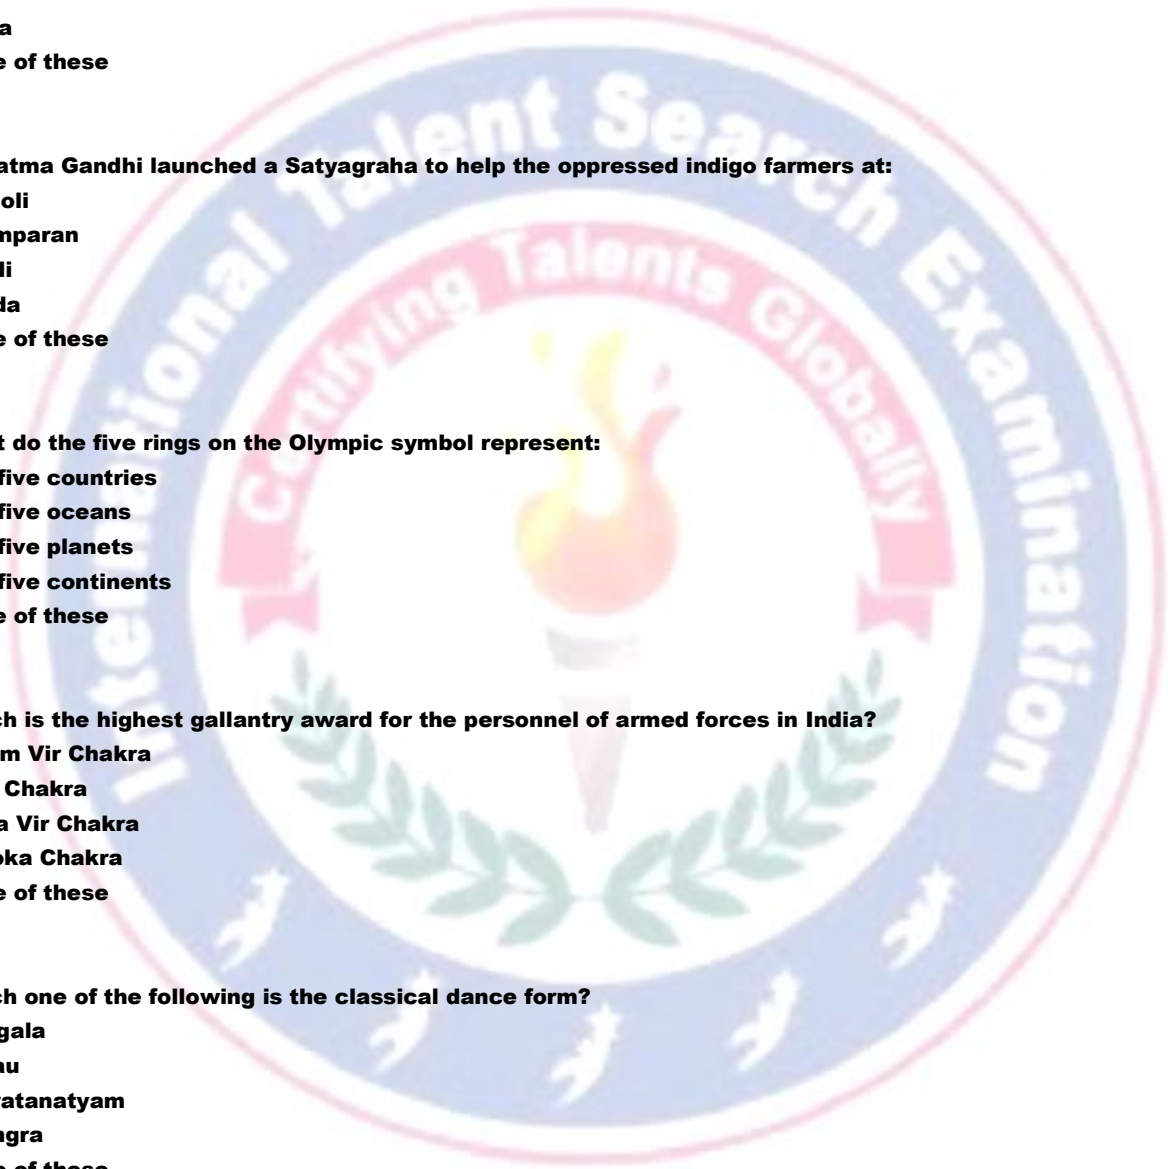 a
e of these
atma Gandhi launched a Satyagraha to help the oppressed indigo farmers at:
oli
mparan
li
da
e of these
t do the five rings on the Olympic symbol represent:
five countries
five oceans
five planets
five continents
e of these
ch is the highest gallantry award for the personnel of armed forces in India?
m Vir Chakra
Chakra
a Vir Chakra
oka Chakra
e of these
ch one of the following is the classical dance form?
gala
au
atanatyam
ngra
e of these
International Talent Search Examination
Certifying Talents Globally